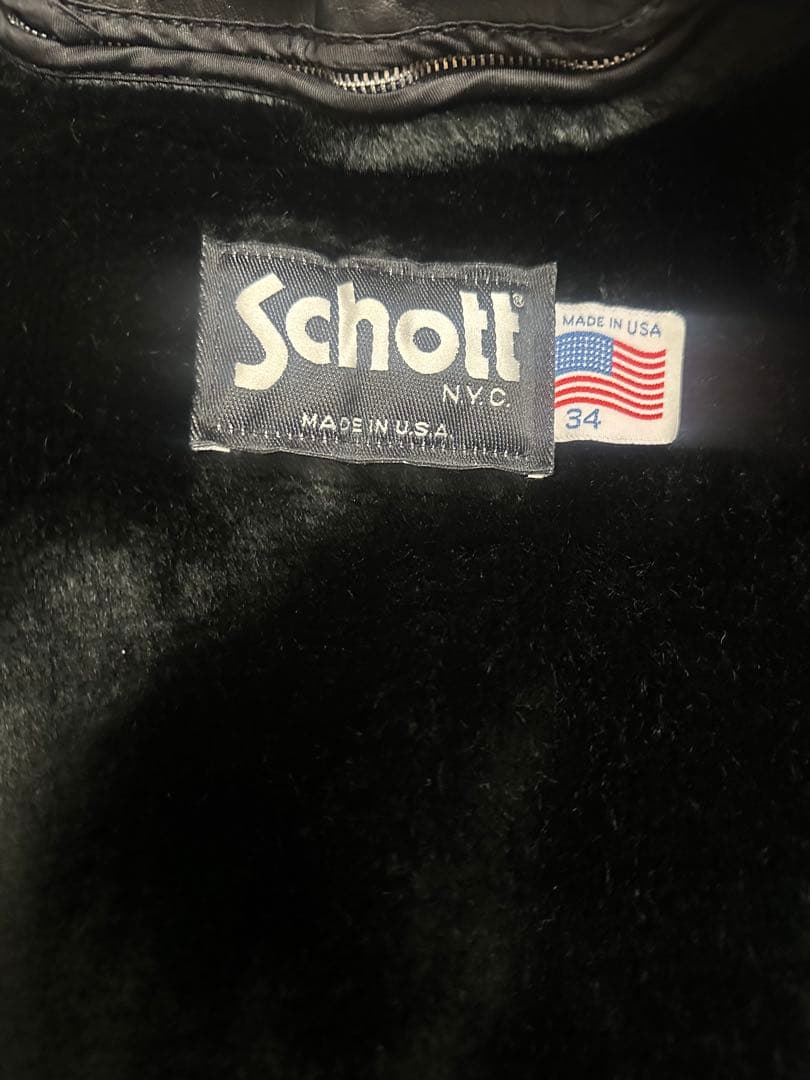 Schott®
N.Y.C.
MADE IN U.S.A.
MADE IN USA
34